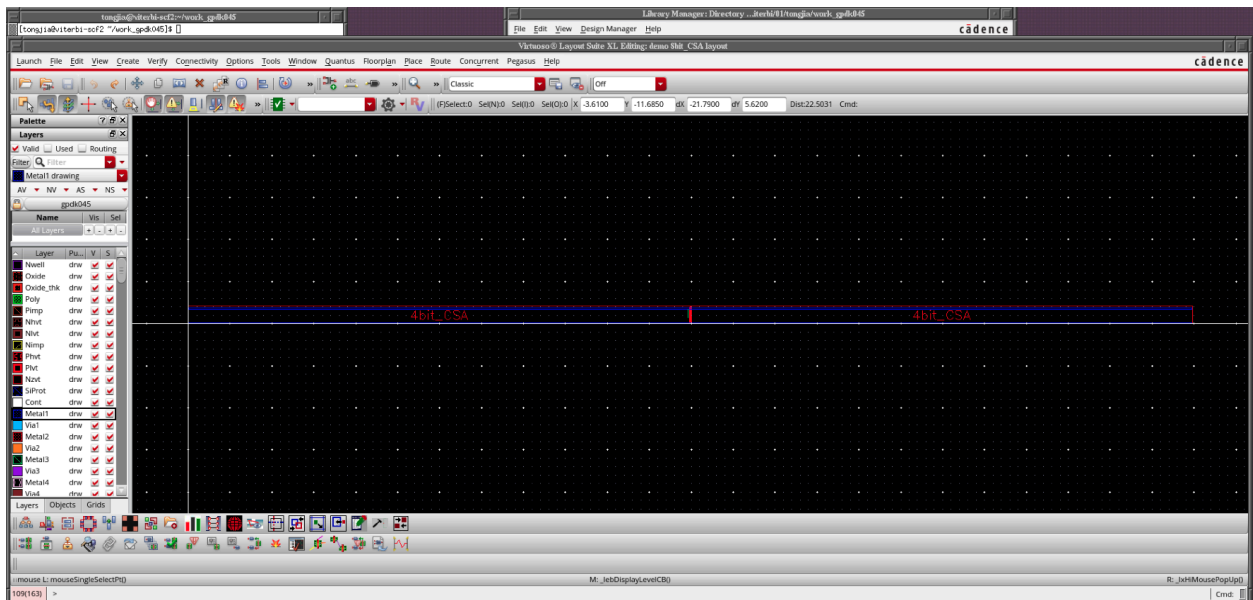 tongjia@viterbi-scf2:~/work_gpdk045
Library Manager: Directory ...iterbi/01/tongjia/work_gpdk045
[tongjia@viterbi-scf2 ~/work_gpdk045]$
File Edit View Design Manager Help
cādence
Virtuoso® Layout Suite XL Editing: demo 8bit_CSA layout
Launch File Edit View Create Verify Connectivity Options Tools Window Quantus Floorplan Place Route Concurrent Pegasus Help
cādence
» abc » » Classic Off
» (F)Select:0 Sel(N):0 Sel(I):0 Sel(O):0 X -3.6100 Y -11.6850 dX -21.7900 dY 5.6200 Dist:22.5031 Cmd:
Palette
Layers
Valid Used Routing
Filter Filter
Metal1 drawing
AV NV AS NS
gpdk045
Name Vis Sel
All Layers + - + -
Layer Pu... V S
Nwell drw
Oxide drw
Oxide_thk drw
Poly drw
4bit_CSA 4bit_CSA
Pimp drw
Nhvt drw
Nlvt drw
Nimp drw
Phvt drw
Plvt drw
Nzvt drw
SiProt drw
Cont drw
Metal1 drw
Via1 drw
Metal2 drw
Via2 drw
Metal3 drw
Via3 drw
Metal4 drw
Via4 drw
Layers Objects Grids
mouse L: mouseSingleSelectPt() M: _lebDisplayLevelCB() R: _lxHiMousePopUp()
109(163) > Cmd: